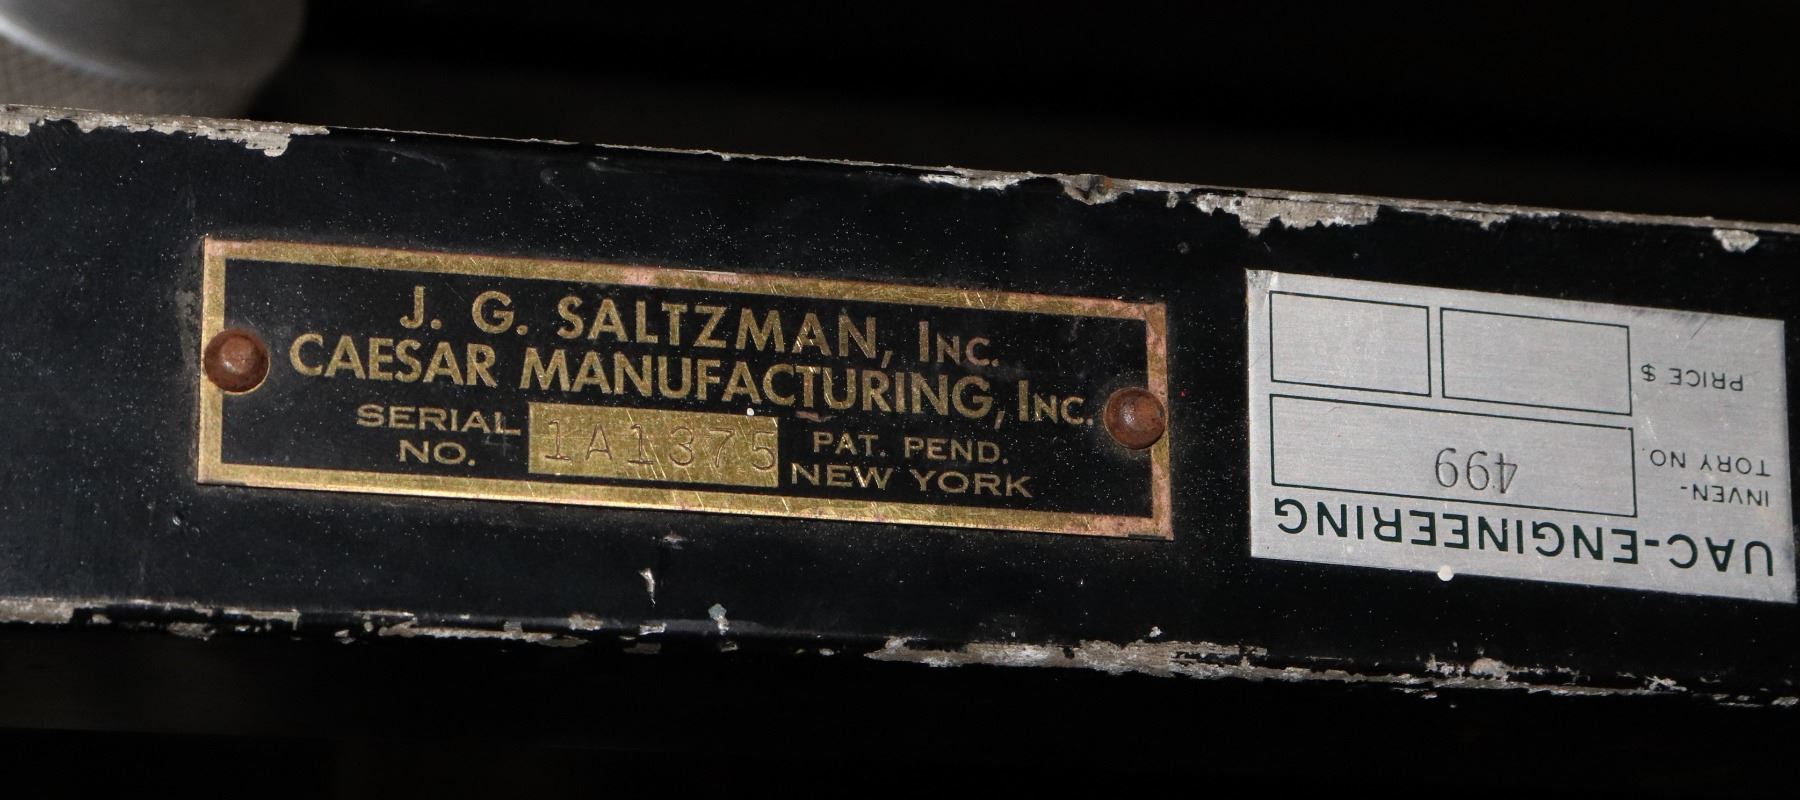 J. G. SALTZMAN, INC.
CAESAR MANUFACTURING, INC.
SERIAL NO. 1A1375 PAT. PEND. NEW YORK
UAC-ENGINEERING
INVEN-
TORY NO. 499
PRICE $